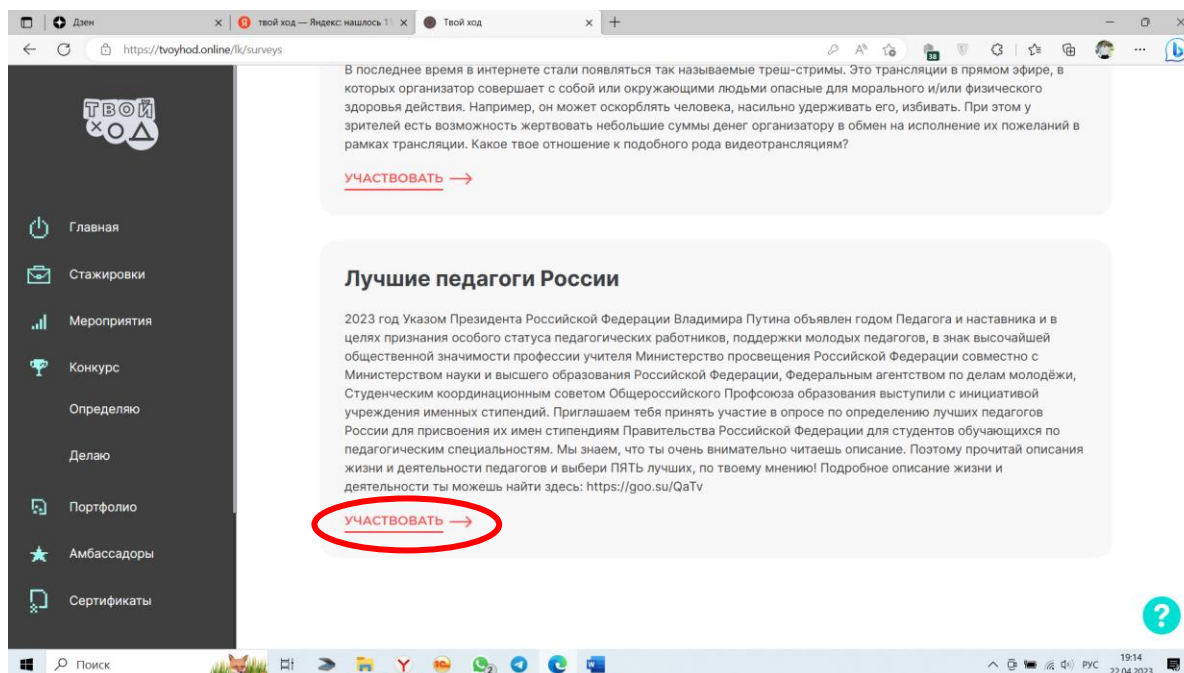 Дзен
твой ход — Яндекс: нашлось 1
Твой ход
https://tvoyhod.online/lk/surveys
38
ТВОЙ
ХОД
Главная
Стажировки
Мероприятия
Конкурс
Определяю
Делаю
Портфолио
Амбассадоры
Сертификаты
В последнее время в интернете стали появляться так называемые треш-стримы. Это трансляции в прямом эфире, в
которых организатор совершает с собой или окружающими людьми опасные для морального и/или физического
здоровья действия. Например, он может оскорблять человека, насильно удерживать его, избивать. При этом у
зрителей есть возможность жертвовать небольшие суммы денег организатору в обмен на исполнение их пожеланий в
рамках трансляции. Какое твое отношение к подобного рода видеотрансляциям?
УЧАСТВОВАТЬ
Лучшие педагоги России
2023 год Указом Президента Российской Федерации Владимира Путина объявлен годом Педагога и наставника и в
целях признания особого статуса педагогических работников, поддержки молодых педагогов, в знак высочайшей
общественной значимости профессии учителя Министерство просвещения Российской Федерации совместно с
Министерством науки и высшего образования Российской Федерации, Федеральным агентством по делам молодёжи,
Студенческим координационным советом Общероссийского Профсоюза образования выступили с инициативой
учреждения именных стипендий. Приглашаем тебя принять участие в опросе по определению лучших педагогов
России для присвоения их имен стипендиям Правительства Российской Федерации для студентов обучающихся по
педагогическим специальностям. Мы знаем, что ты очень внимательно читаешь описание. Поэтому прочитай описания
жизни и деятельности педагогов и выбери ПЯТЬ лучших, по твоему мнению! Подробное описание жизни и
деятельности ты можешь найти здесь: https://goo.su/QaTv
УЧАСТВОВАТЬ
?
Поиск
2
РУС
19:14
22.04.2023